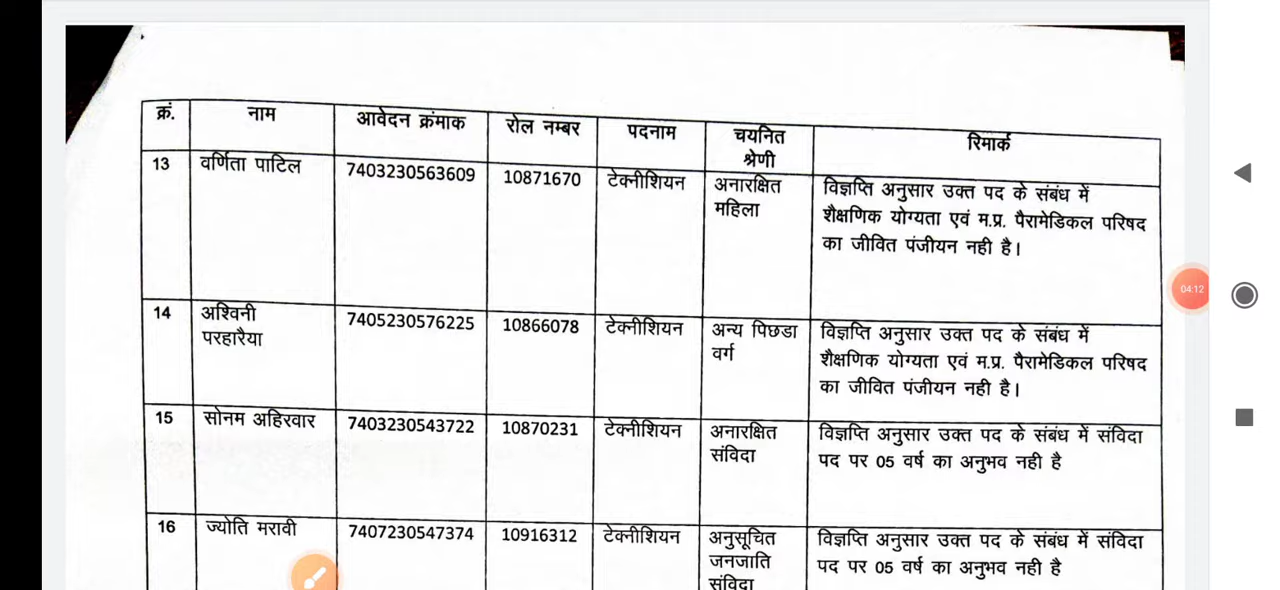 क्रं. नाम आवेदन क्रंमाक रोल नम्बर पदनाम चयनित श्रेणी रिमार्क
13 वर्णिता पाटिल 7403230563609 10871670 टेक्नीशियन अनारक्षित महिला विज्ञप्ति अनुसार उक्त पद के संबंध में
शैक्षणिक योग्यता एवं म.प्र. पैरामेडिकल परिषद
का जीवित पंजीयन नही है।
14 अश्विनी परहारैया 7405230576225 10866078 टेक्नीशियन अन्य पिछडा वर्ग विज्ञप्ति अनुसार उक्त पद के संबंध में
शैक्षणिक योग्यता एवं म.प्र. पैरामेडिकल परिषद
का जीवित पंजीयन नही है।
15 सोनम अहिरवार 7403230543722 10870231 टेक्नीशियन अनारक्षित संविदा विज्ञप्ति अनुसार उक्त पद के संबंध में संविदा
पद पर 05 वर्ष का अनुभव नही है
16 ज्योति मरावी 7407230547374 10916312 टेक्नीशियन अनुसूचित जनजाति संविदा विज्ञप्ति अनुसार उक्त पद के संबंध में संविदा
पद पर 05 वर्ष का अनुभव नही है
04:12